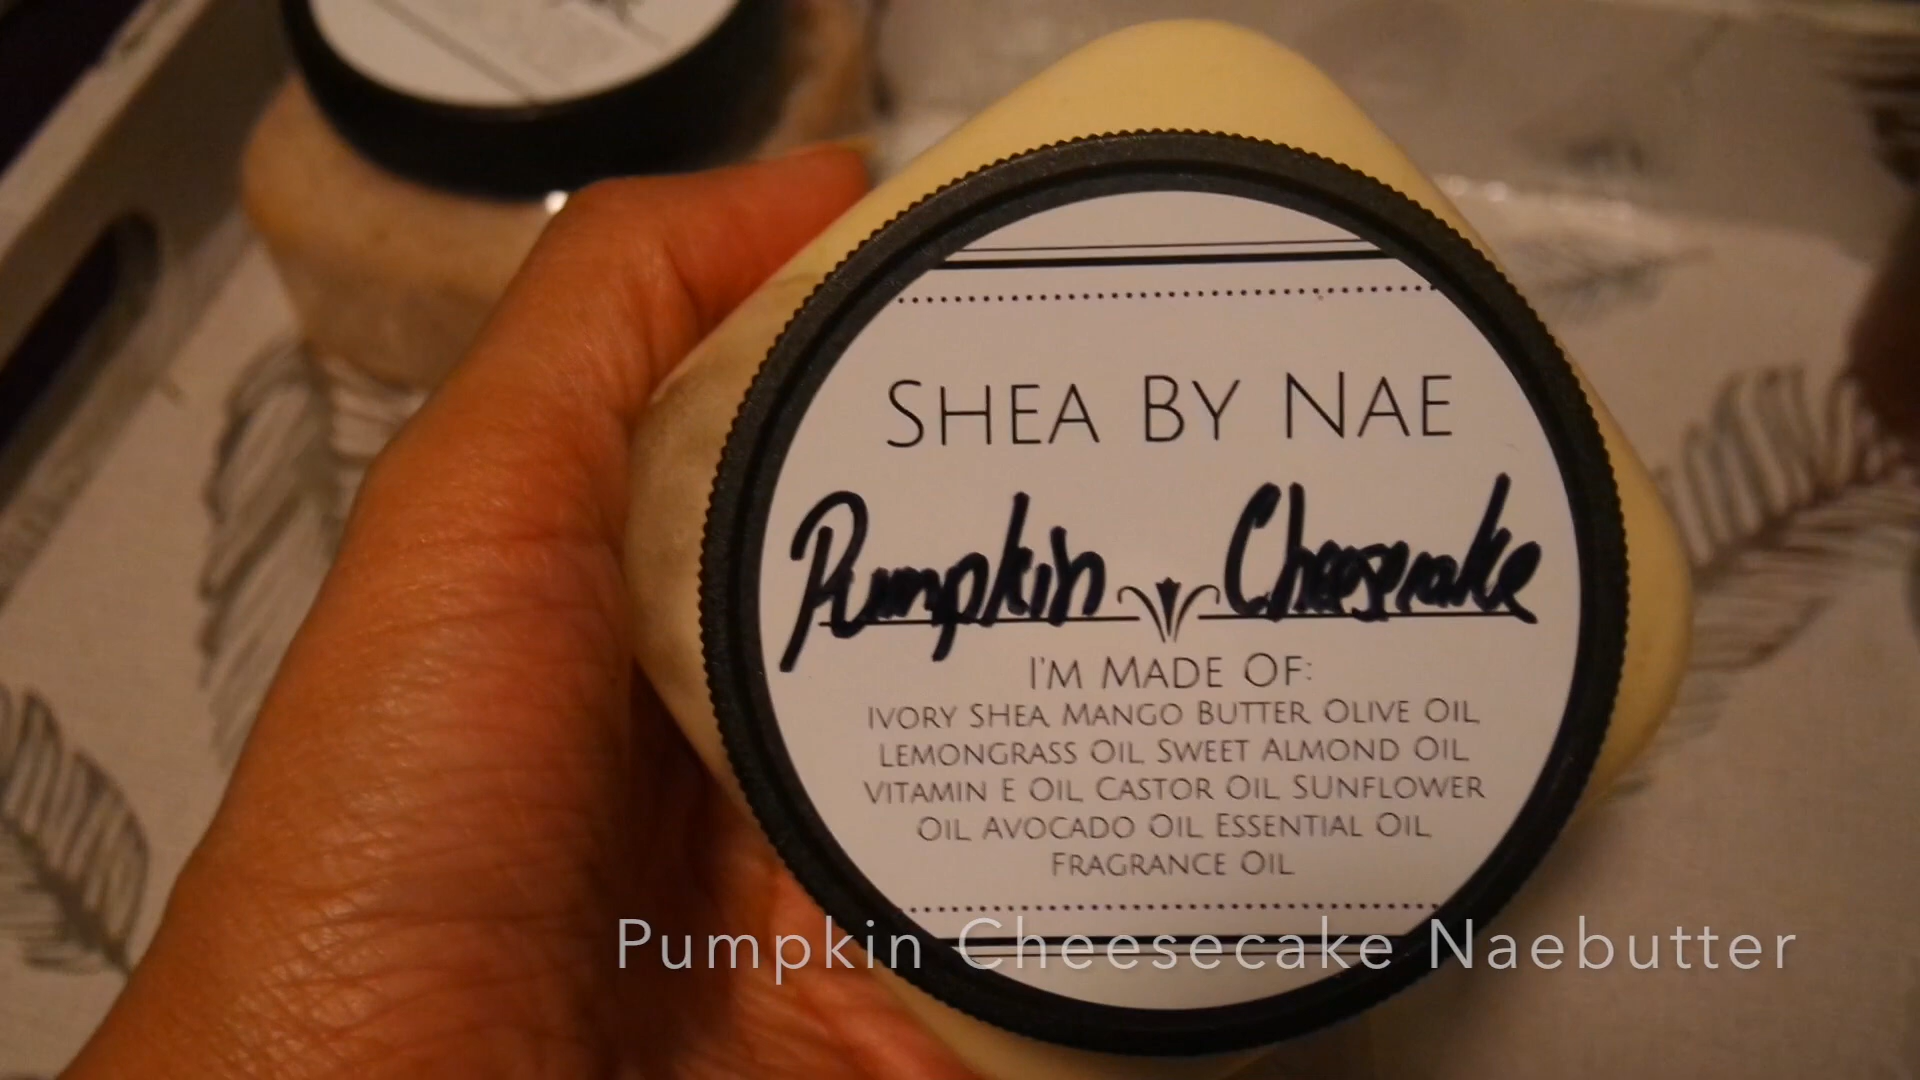 SHEA BY NAE
Pumpkin Cheesecake
I'M MADE OF:
IVORY SHEA, MANGO BUTTER, OLIVE OIL,
LEMONGRASS OIL, SWEET ALMOND OIL,
VITAMIN E OIL, CASTOR OIL, SUNFLOWER
OIL, AVOCADO OIL, ESSENTIAL OIL,
FRAGRANCE OIL
Pumpkin Cheesecake Naebutter